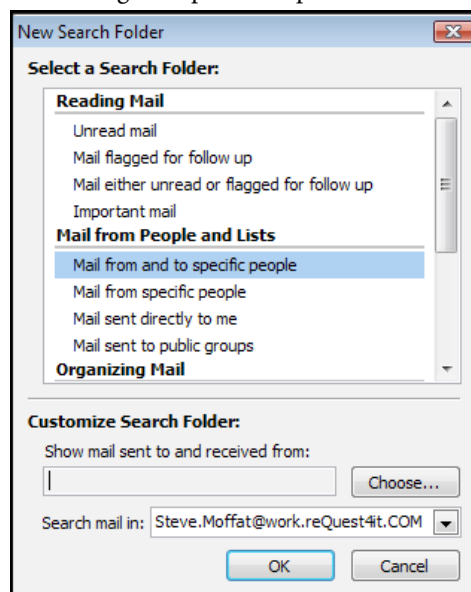 New Search Folder
Select a Search Folder:
Reading Mail
Unread mail
Mail flagged for follow up
Mail either unread or flagged for follow up
Important mail
Mail from People and Lists
Mail from and to specific people
Mail from specific people
Mail sent directly to me
Mail sent to public groups
Organizing Mail
Customize Search Folder:
Show mail sent to and received from:
Choose...
Search mail in: Steve.Moffat@work.reQuest4it.COM
OK Cancel